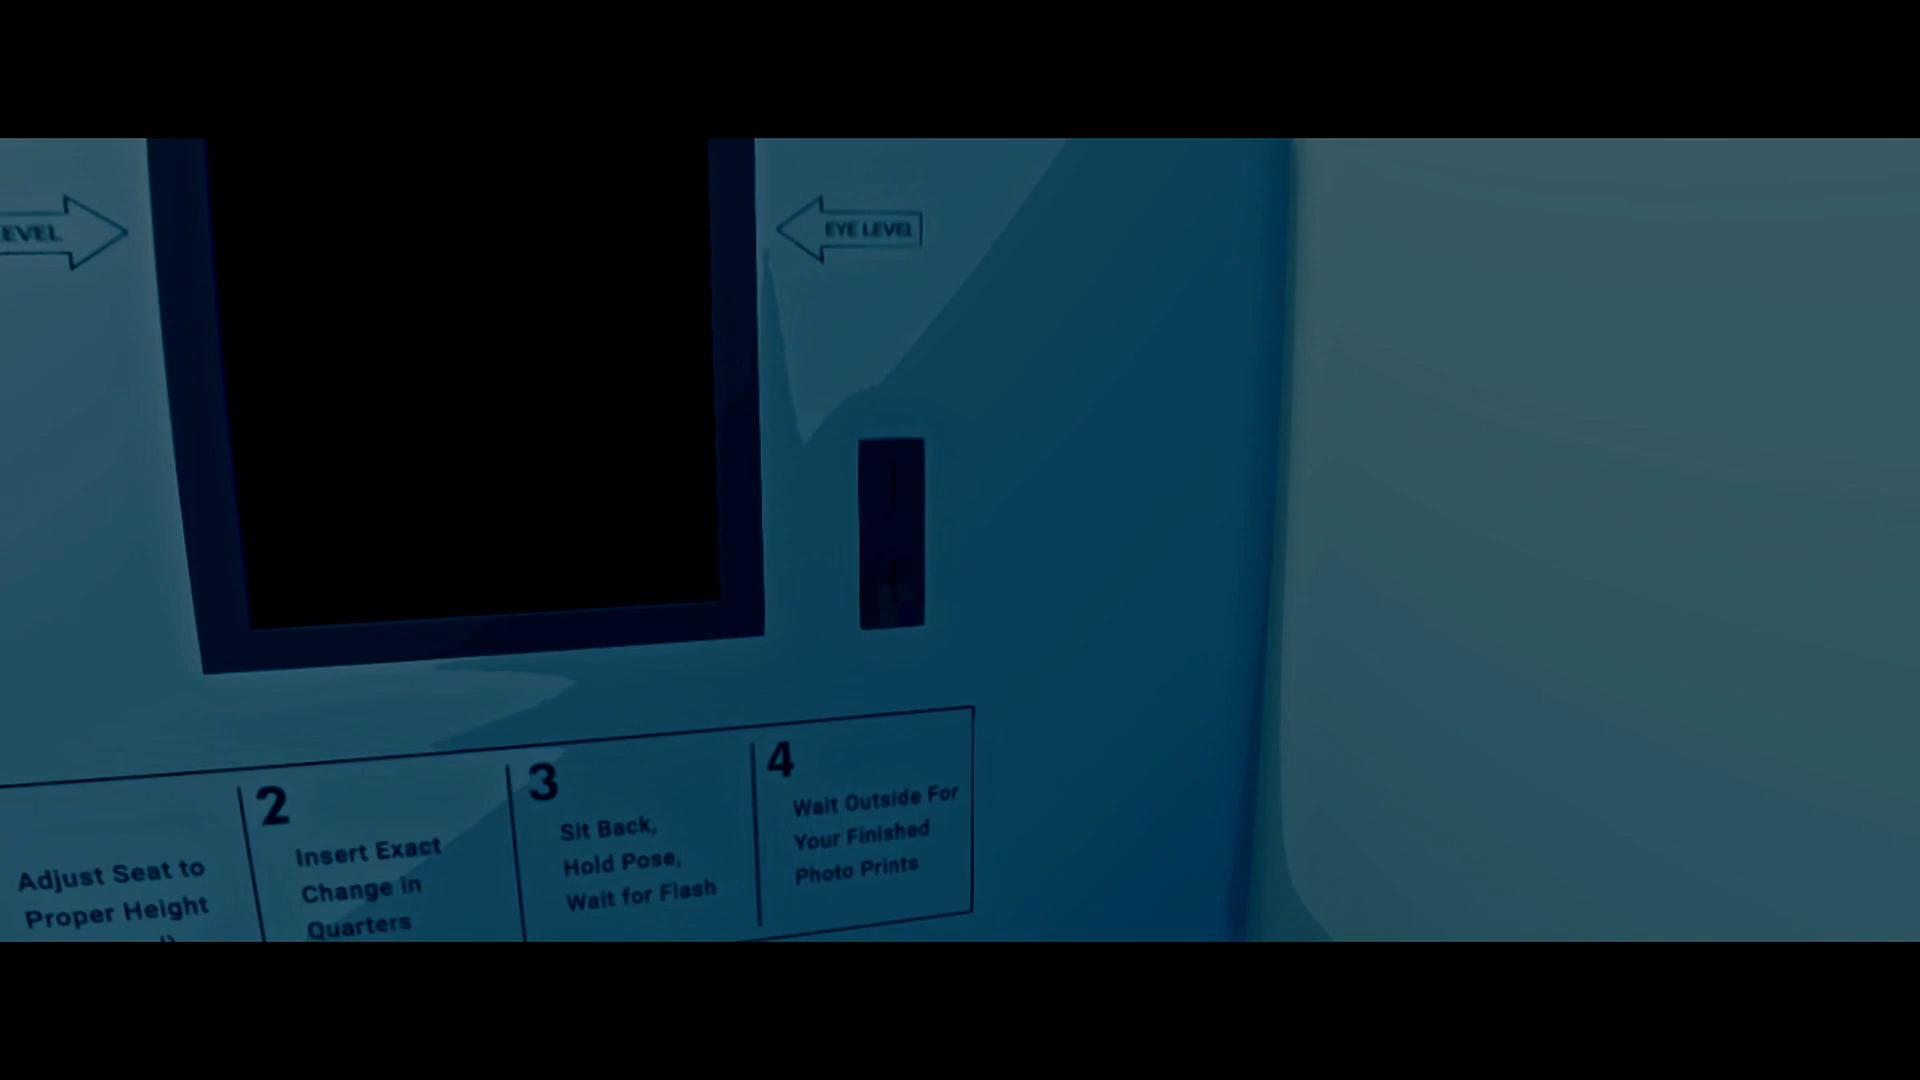 LEVEL
EYE LEVEL
Adjust Seat to
Proper Height
2
Insert Exact
Change in
Quarters
3
Sit Back,
Hold Pose,
Wait for Flash
4
Wait Outside For
Your Finished
Photo Prints